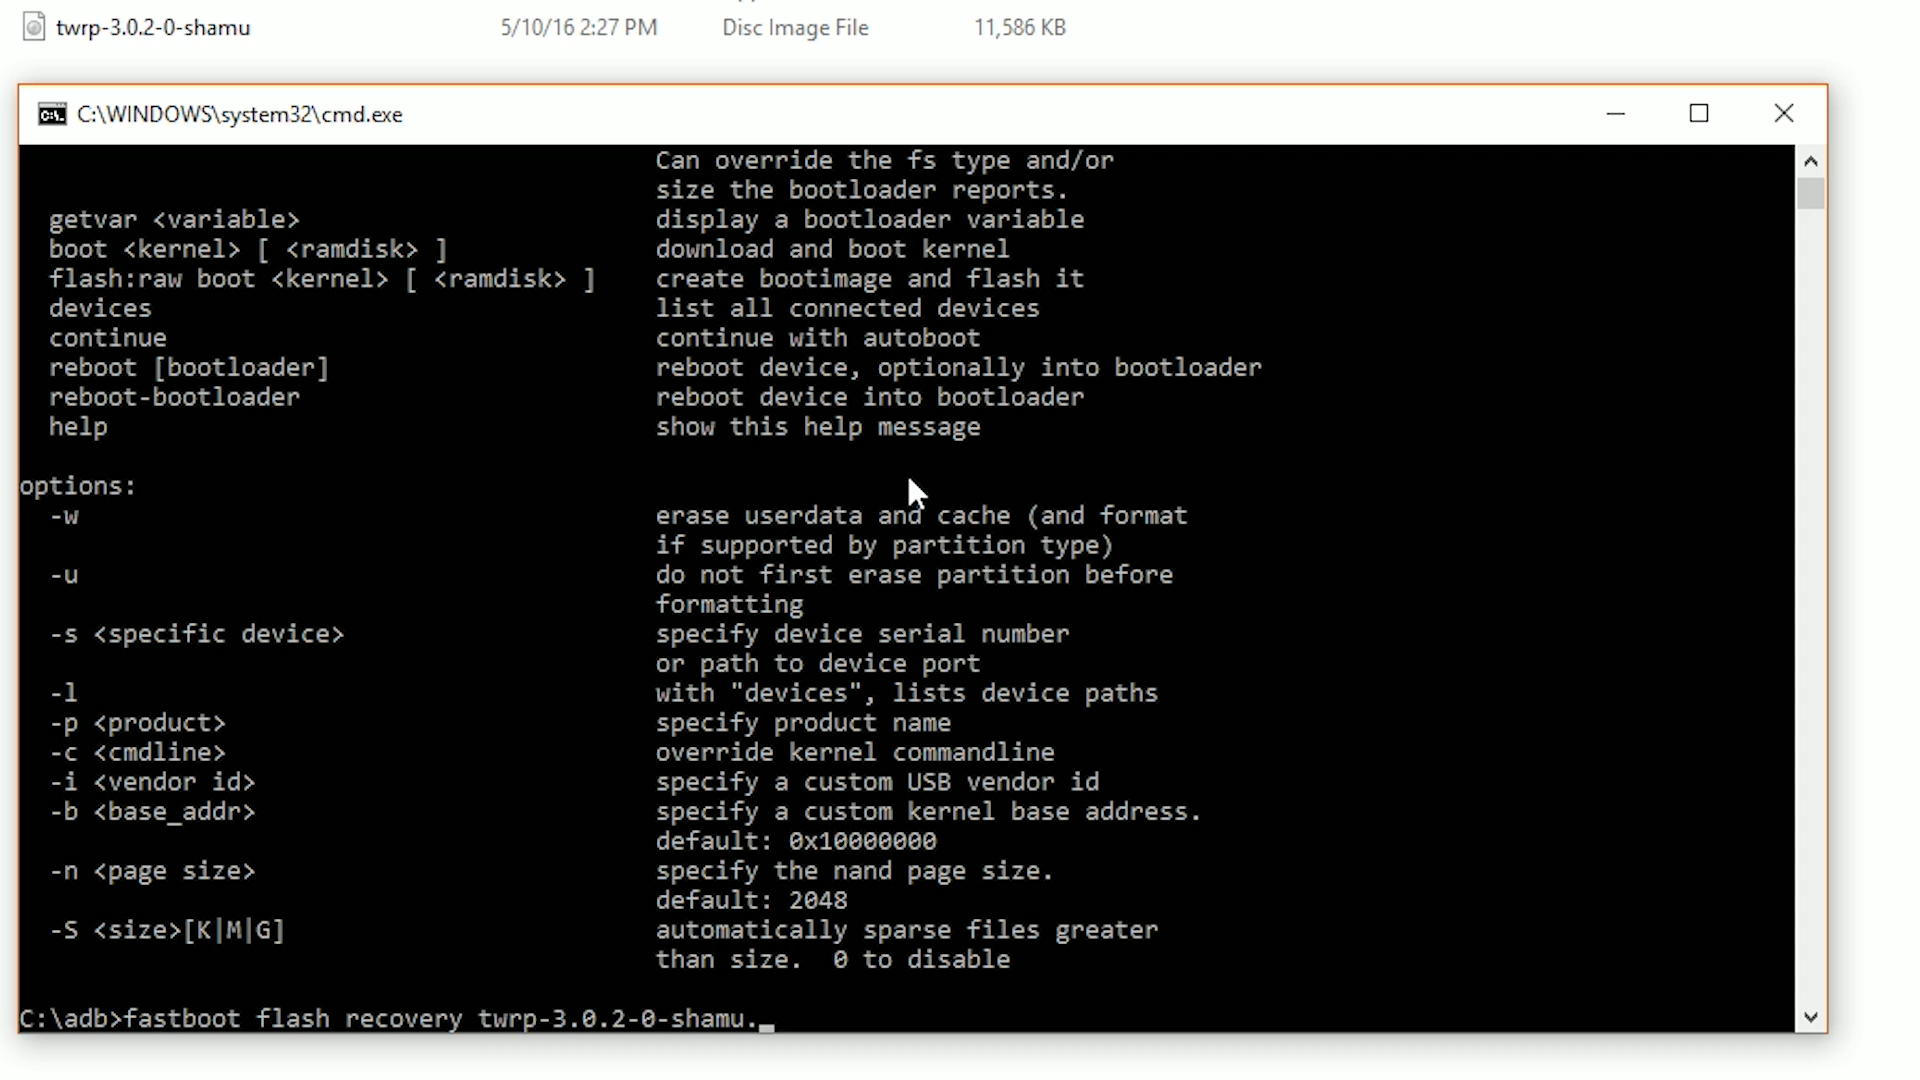 twrp-3.0.2-0-shamu 5/10/16 2:27 PM Disc Image File 11,586 KB
C:\WINDOWS\system32\cmd.exe
Can override the fs type and/or
size the bootloader reports.
getvar <variable> display a bootloader variable
boot <kernel> [ <ramdisk> ] download and boot kernel
flash:raw boot <kernel> [ <ramdisk> ] create bootimage and flash it
devices list all connected devices
continue continue with autoboot
reboot [bootloader] reboot device, optionally into bootloader
reboot-bootloader reboot device into bootloader
help show this help message
options:
-w erase userdata and cache (and format
if supported by partition type)
-u do not first erase partition before
formatting
-s <specific device> specify device serial number
or path to device port
-l with "devices", lists device paths
-p <product> specify product name
-c <cmdline> override kernel commandline
-i <vendor id> specify a custom USB vendor id
-b <base_addr> specify a custom kernel base address.
default: 0x10000000
-n <page size> specify the nand page size.
default: 2048
-S <size>[K|M|G] automatically sparse files greater
than size. 0 to disable
C:\adb>fastboot flash recovery twrp-3.0.2-0-shamu._